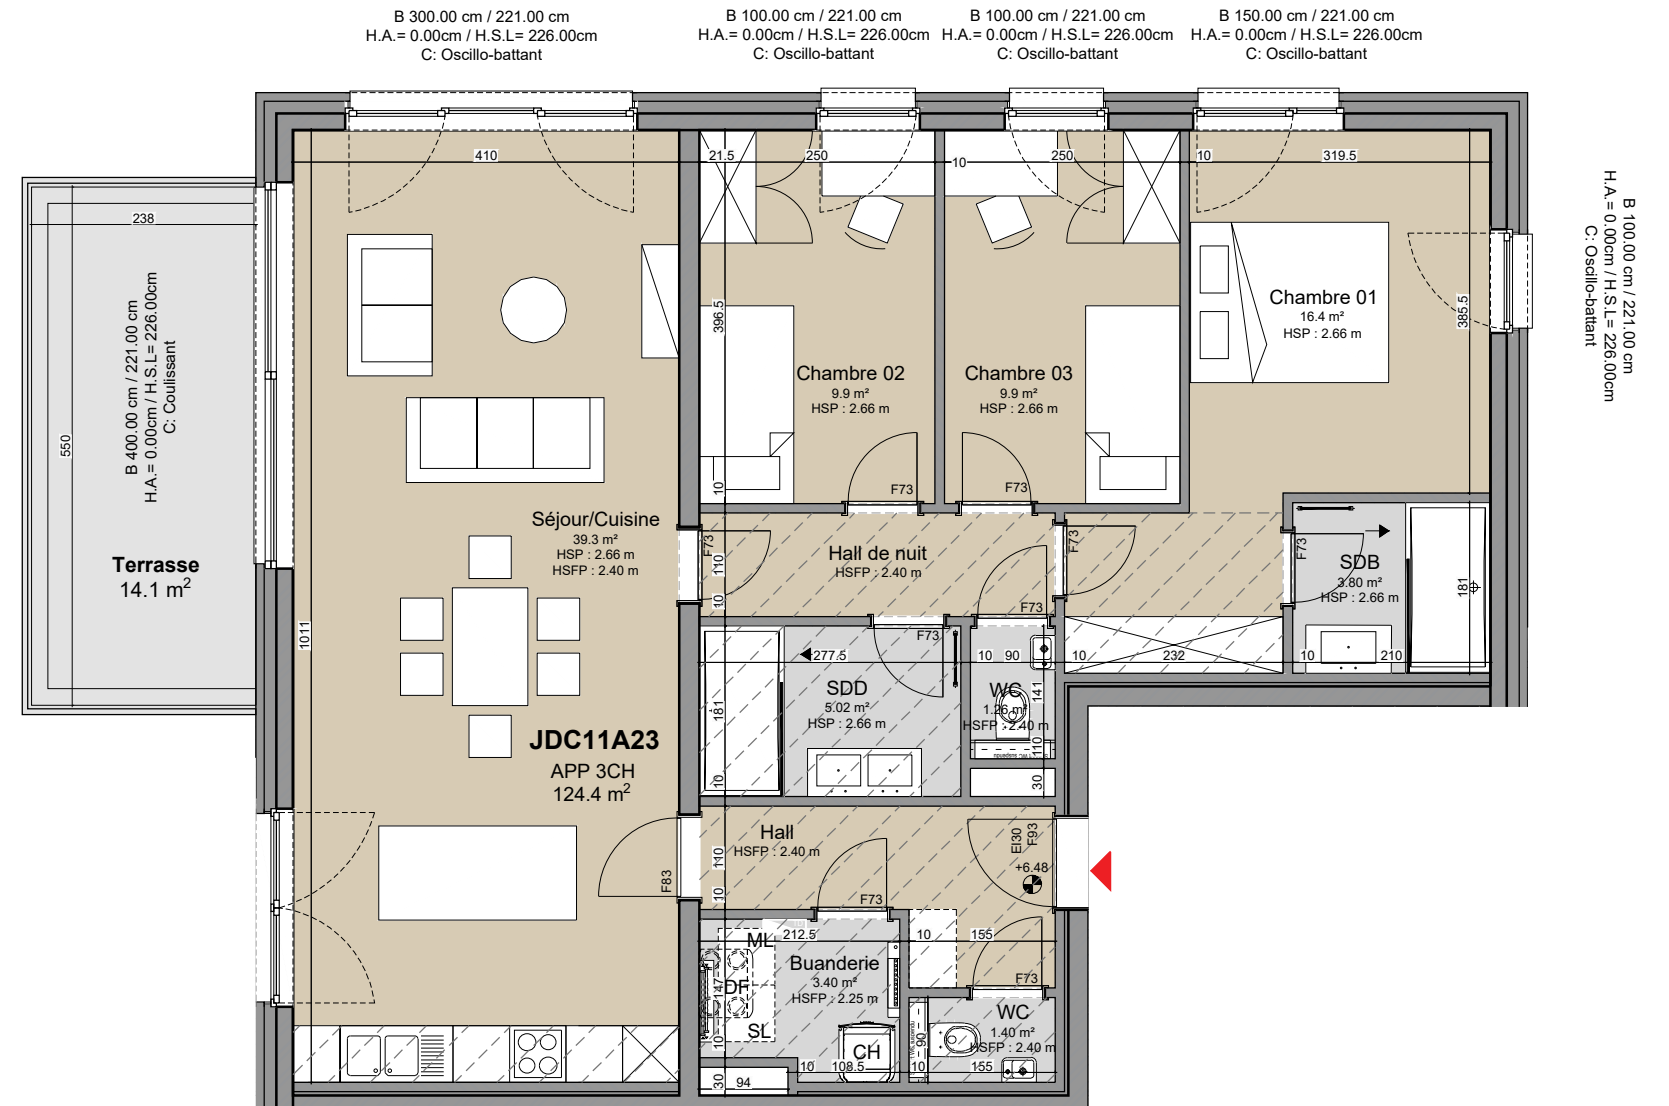 B 300.00 cm / 221.00 cm
H.A.= 0.00cm / H.S.L= 226.00cm
C: Oscillo-battant
B 100.00 cm / 221.00 cm
H.A.= 0.00cm / H.S.L= 226.00cm
C: Oscillo-battant
B 100.00 cm / 221.00 cm
H.A.= 0.00cm / H.S.L= 226.00cm
C: Oscillo-battant
B 150.00 cm / 221.00 cm
H.A.= 0.00cm / H.S.L= 226.00cm
C: Oscillo-battant
B 100.00 cm / 221.00 cm
H.A.= 0.00cm / H.S.L= 226.00cm
C: Oscillo-battant
410
21.5
250
10
250
10
319.5
238
B 400.00 cm / 221.00 cm
H.A.= 0.00cm / H.S.L= 226.00cm
C: Coulissant
550
Terrasse
14.1 m²
396.5
385.5
Chambre 01
16.4 m²
HSP : 2.66 m
Chambre 02
9.9 m²
HSP : 2.66 m
Chambre 03
9.9 m²
HSP : 2.66 m
10
F73
F73
Séjour/Cuisine
39.3 m²
HSP : 2.66 m
HSFP : 2.40 m
F73
110
10
Hall de nuit
HSFP : 2.40 m
F73
F73
F73
F73
SDB
3.80 m²
HSP : 2.66 m
181
1011
277.5
10
90
10
232
10
210
SDD
5.02 m²
HSP : 2.66 m
181
10
WC
1.26 m²
HSFP : 2.40 m
141
110
30
JDC11A23
APP 3CH
124.4 m²
Hall
HSFP : 2.40 m
110
10
F83
EI30
F93
+6.48
F73
212.5
10
155
F73
ML
DF
SL
147
10
Buanderie
3.40 m²
HSFP : 2.25 m
CH
WC
1.40 m²
HSFP : 2.40 m
90
30
94
10
108.5
10
155